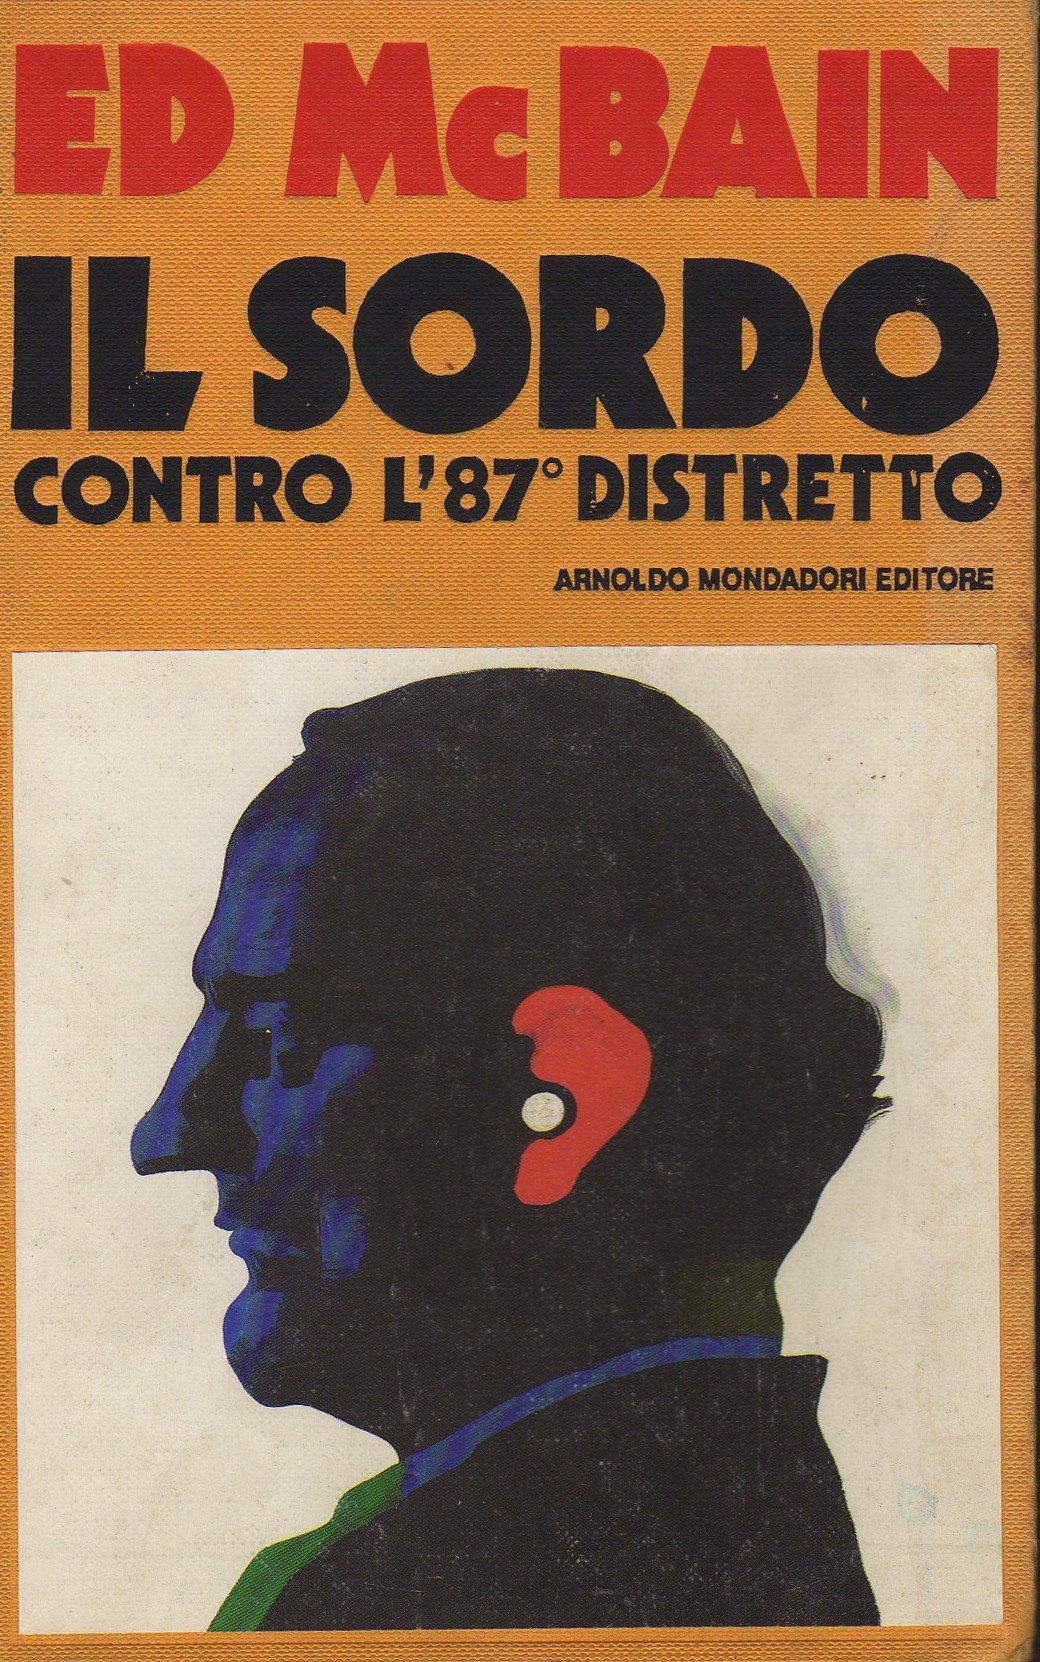 ED McBAIN
IL SORDO
CONTRO L'87° DISTRETTO
ARNOLDO MONDADORI EDITORE